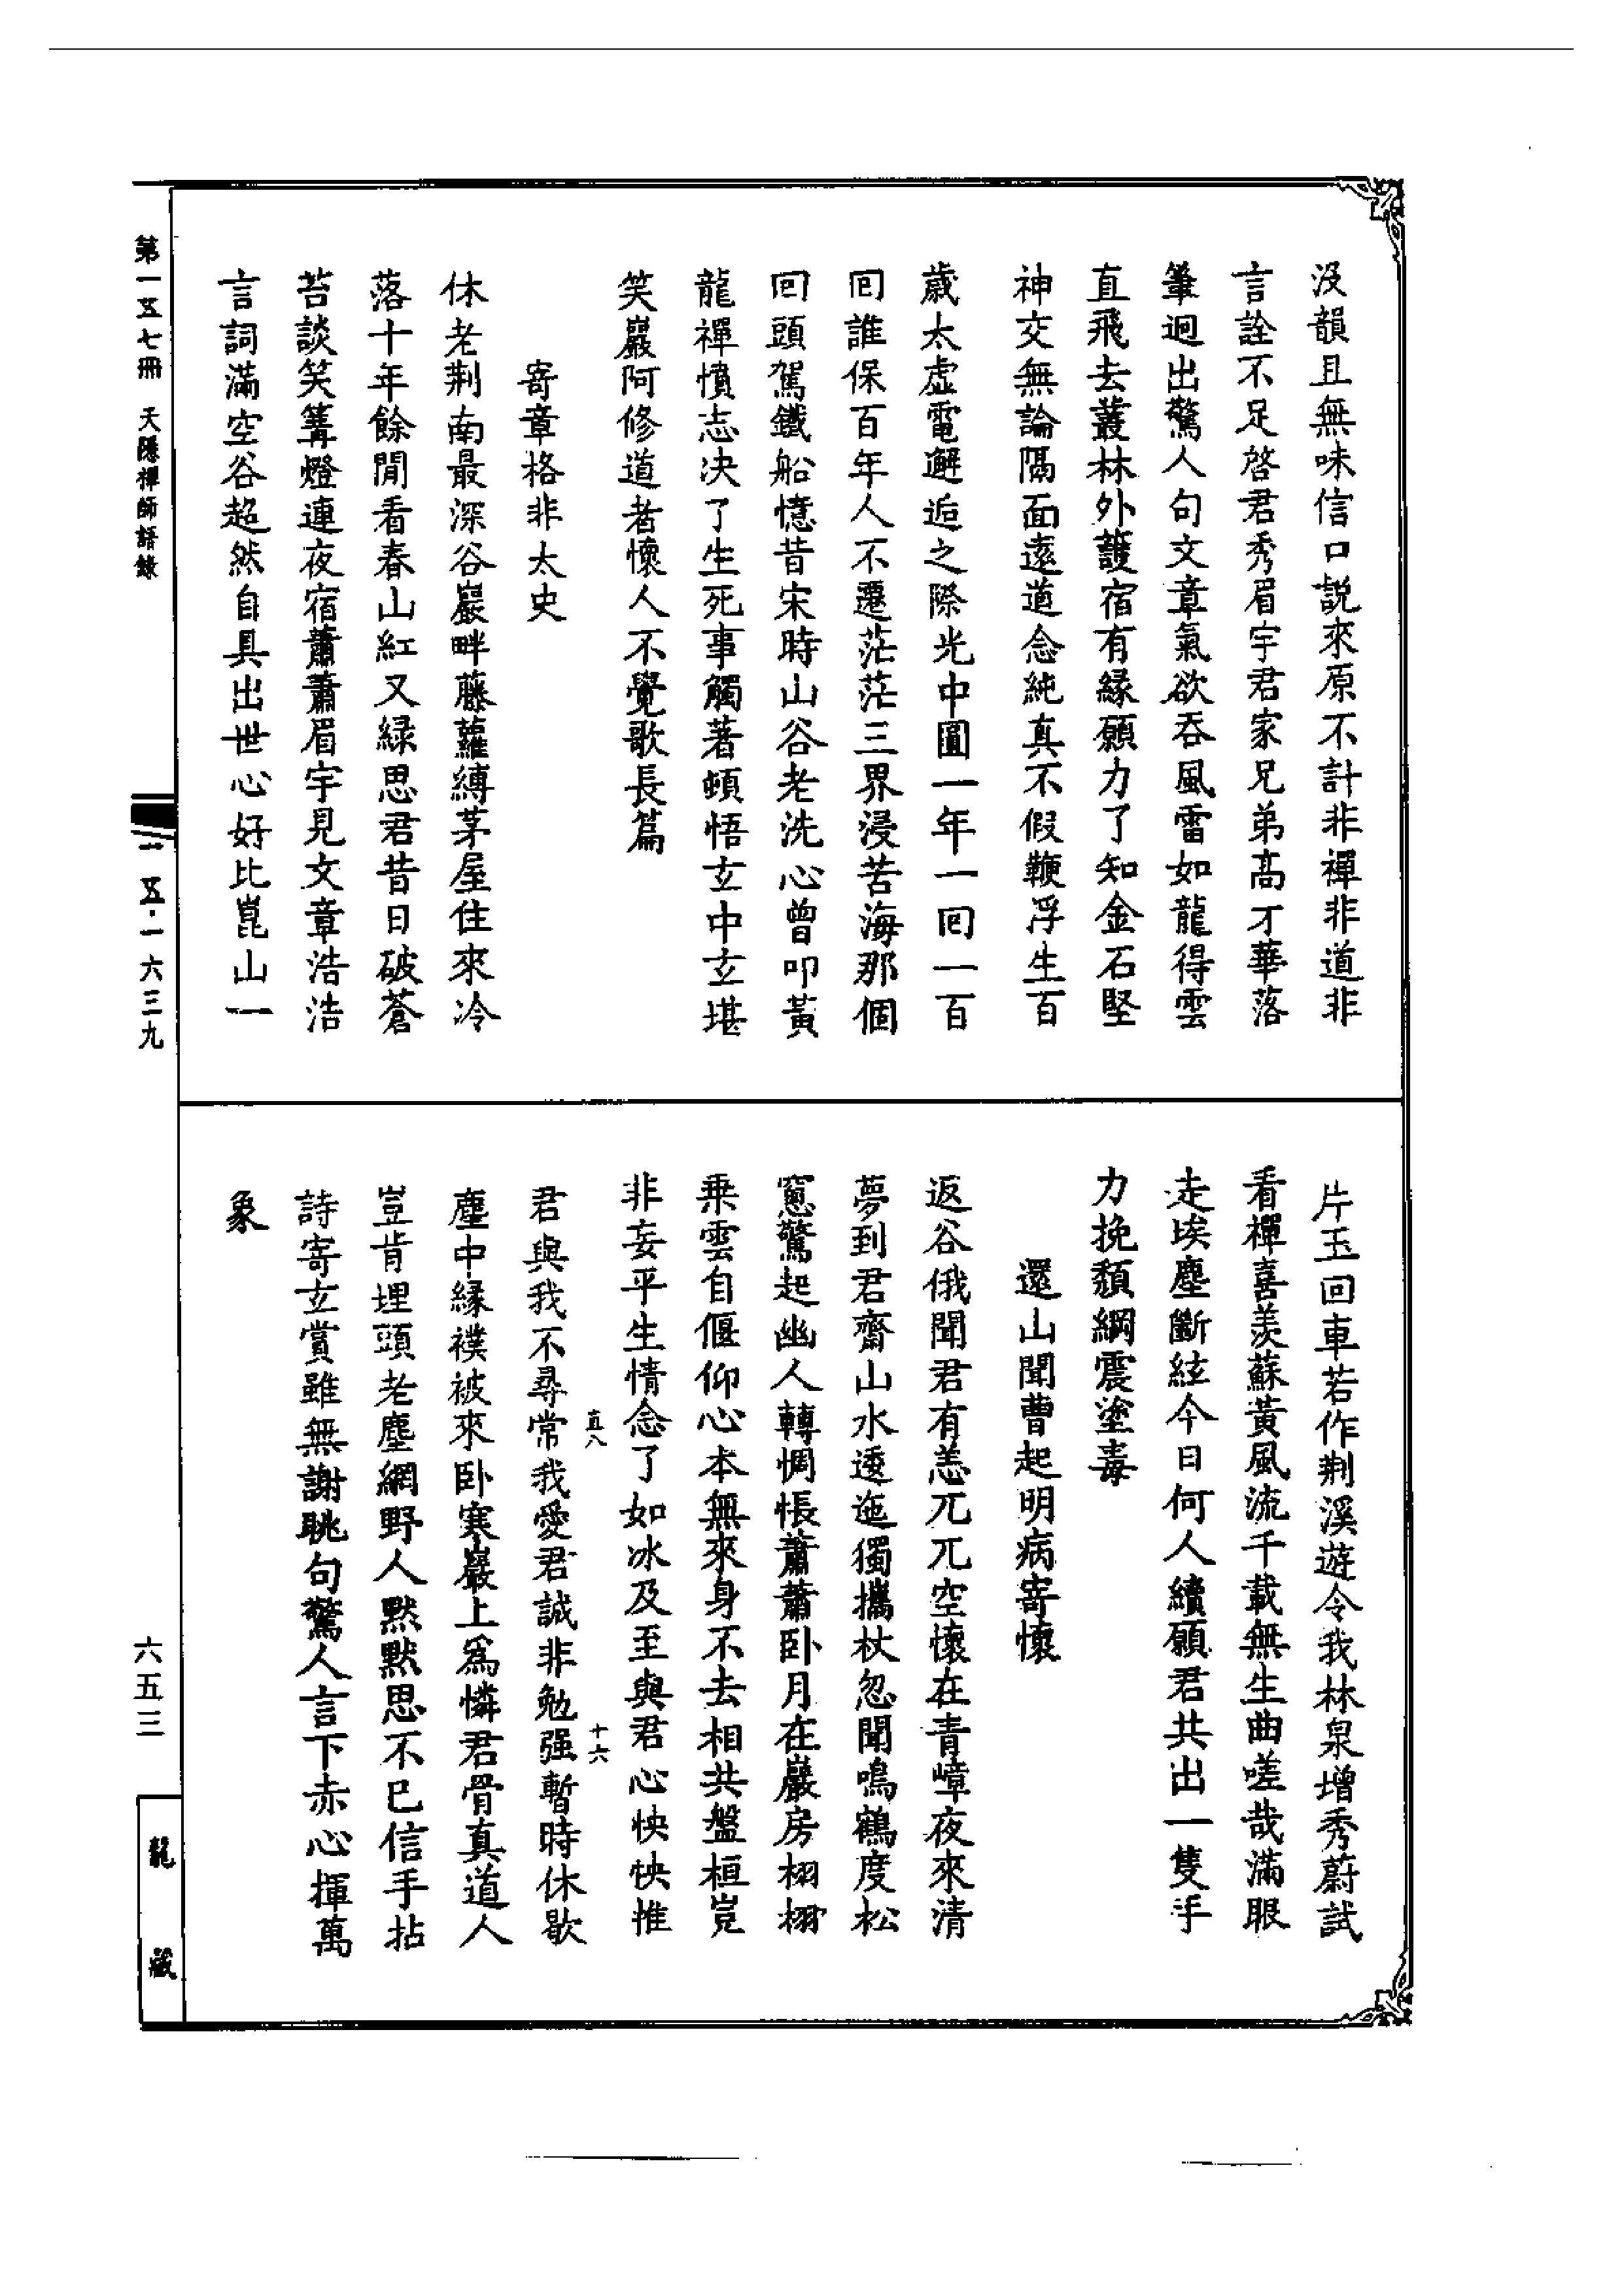 沒韻且無味信口説來原不計非禪非道非
言詮不足啓君秀眉宇君家兄弟髙才華落
筆迥出驚人句文章氣欲吞風雷如龍得雲
直飛去叢林外䕶宿有緣願力了知金石堅
神交無論隔面逺道念純真不假鞭浮生百
歲太虛電邂逅之際光中圓一年一回一百
回誰保百年人不遷茫茫三界浸苦海那個
回頭駕鐵船憶昔宋時山谷老洗心曾叩黃
龍禪憤志决了生死事觸著頓悟玄中玄堪
笑巖阿修道者懷人不覺歌長篇
寄章格非太史
休老荆南最深谷巖畔藤蘿縛茅屋住來冷
落十年餘閒看春山紅又緑思君昔日破蒼
苔談笑篝燈連夜宿蕭蕭眉宇見文章浩浩
言詞滿空谷超然自具出世心好比崑山一
片玉回車若作荆溪遊令我林泉增秀蔚試
看禪喜羨蘇黃風流千載無生曲嗟哉滿眼
走埃塵斷絃今日何人續願君共出一隻手
力挽頽綱震塗毒
還山聞曹起明病寄懷
返谷俄聞君有恙兀兀空懷在青嶂夜來清
夢到君齋山水逶迤獨攜杖忽聞鳴鶴度松
窻驚起幽人轉惆悵蕭蕭卧月在巖房栩栩
乗雲自偃仰心本無來身不去相共盤桓豈
非妄平生情念了如冰及至與君心怏怏推
直八
十六
君與我不尋常我愛君誠非勉强暫時休歇
塵中緣襆被來卧寒巖上爲憐君骨真道人
豈肯埋頭老塵網野人黙黙思不已信手拈
詩寄玄賞雖無謝朓句驚人言下赤心揮萬
象
第一五七冊　天隱禪師語錄
一五·一六三九
六五三
龍藏